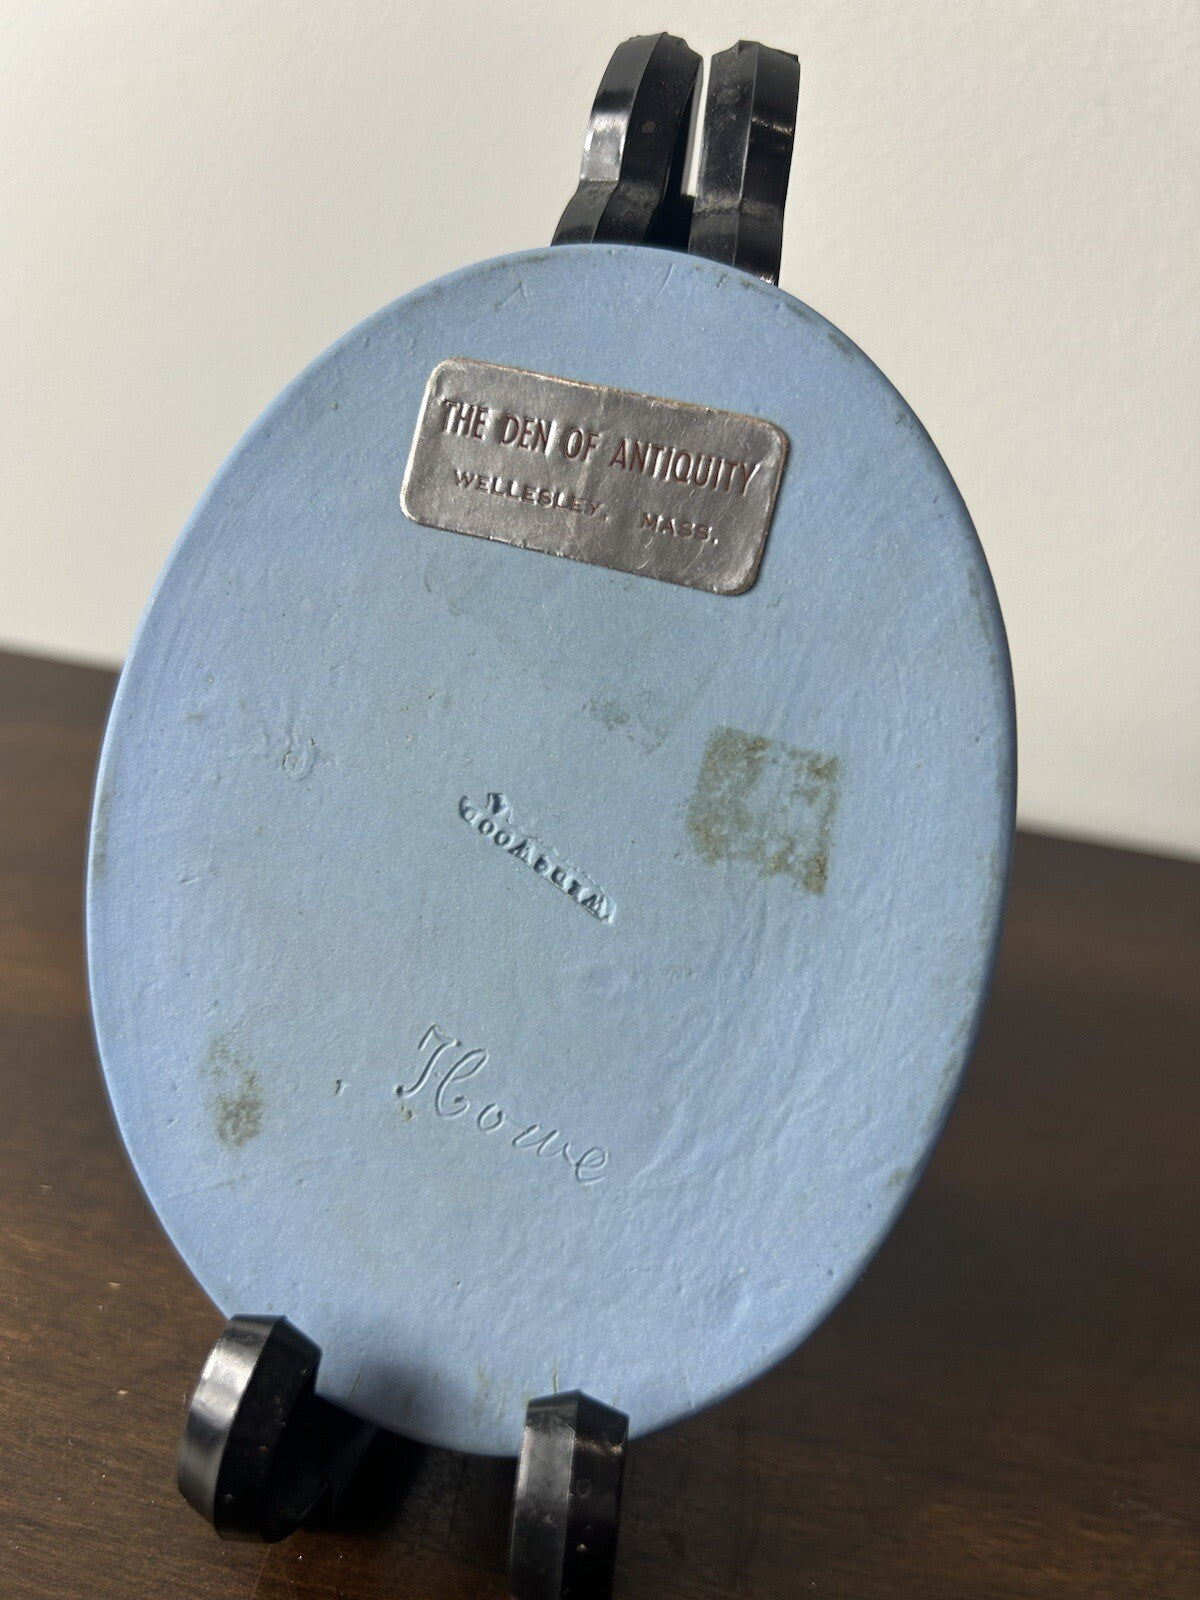 THE DEN OF ANTIQUITY
WELLESLEY, MASS.
WEDGWOOD
Howe